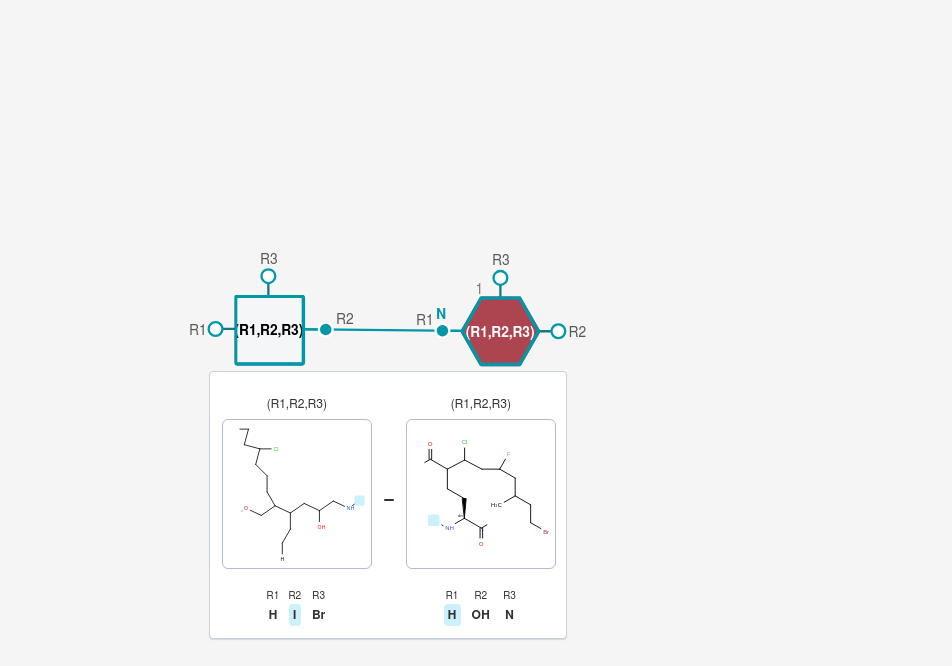 R3 R3
1
R1 (R1,R2,R3) R2 R1 N (R1,R2,R3) R2
(R1,R2,R3) (R1,R2,R3)
Cl O Cl F
O NH OH H₃C
NH O Br
H
–
R1 R2 R3 R1 R2 R3
H I Br H OH N